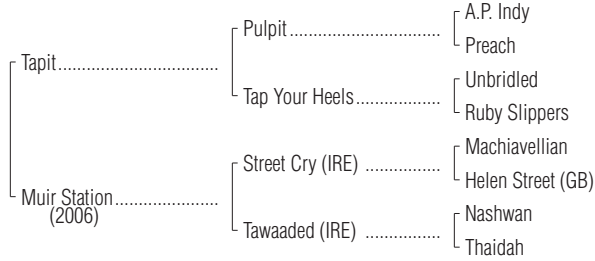 A.P. Indy
Pulpit........................................
Preach
Tapit..................................
Unbridled
Tap Your Heels...................
Ruby Slippers
Machiavellian
Street Cry (IRE) ..................
Helen Street (GB)
Muir Station.......................
(2006)
Nashwan
Tawaaded (IRE) ..................
Thaidah